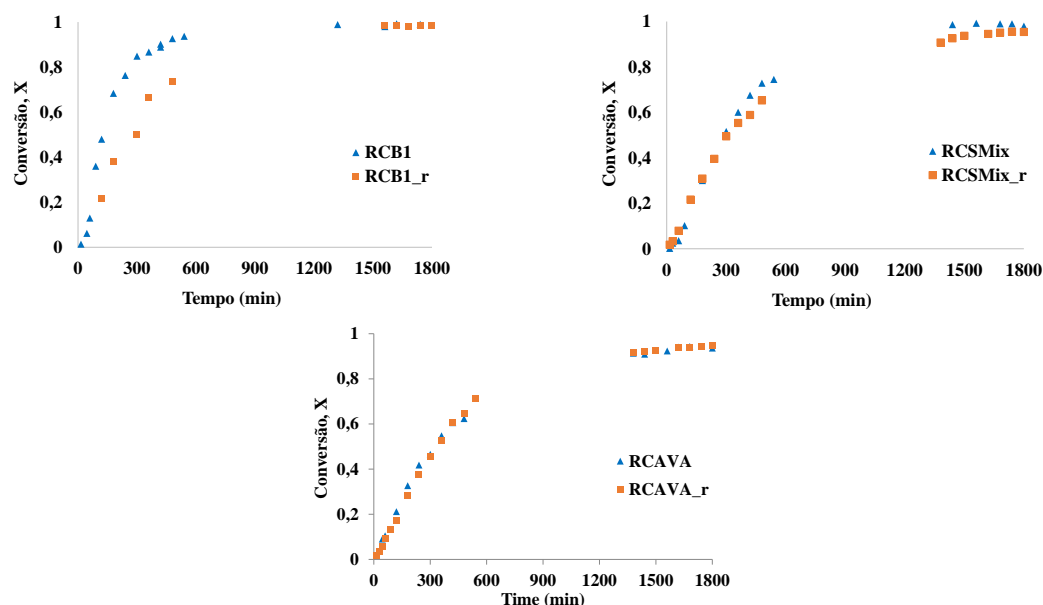 1
0,8
0,6
0,4
0,2
0
Conversão, X
RCB1
RCB1_r
0 300 600 900 1200 1500 1800
Tempo (min)
1
0,8
0,6
0,4
0,2
0
Conversão, X
RCSMix
RCSMix_r
0 300 600 900 1200 1500 1800
Tempo (min)
1
0,8
0,6
0,4
0,2
0
Conversão, X
RCAVA
RCAVA_r
0 300 600 900 1200 1500 1800
Time (min)